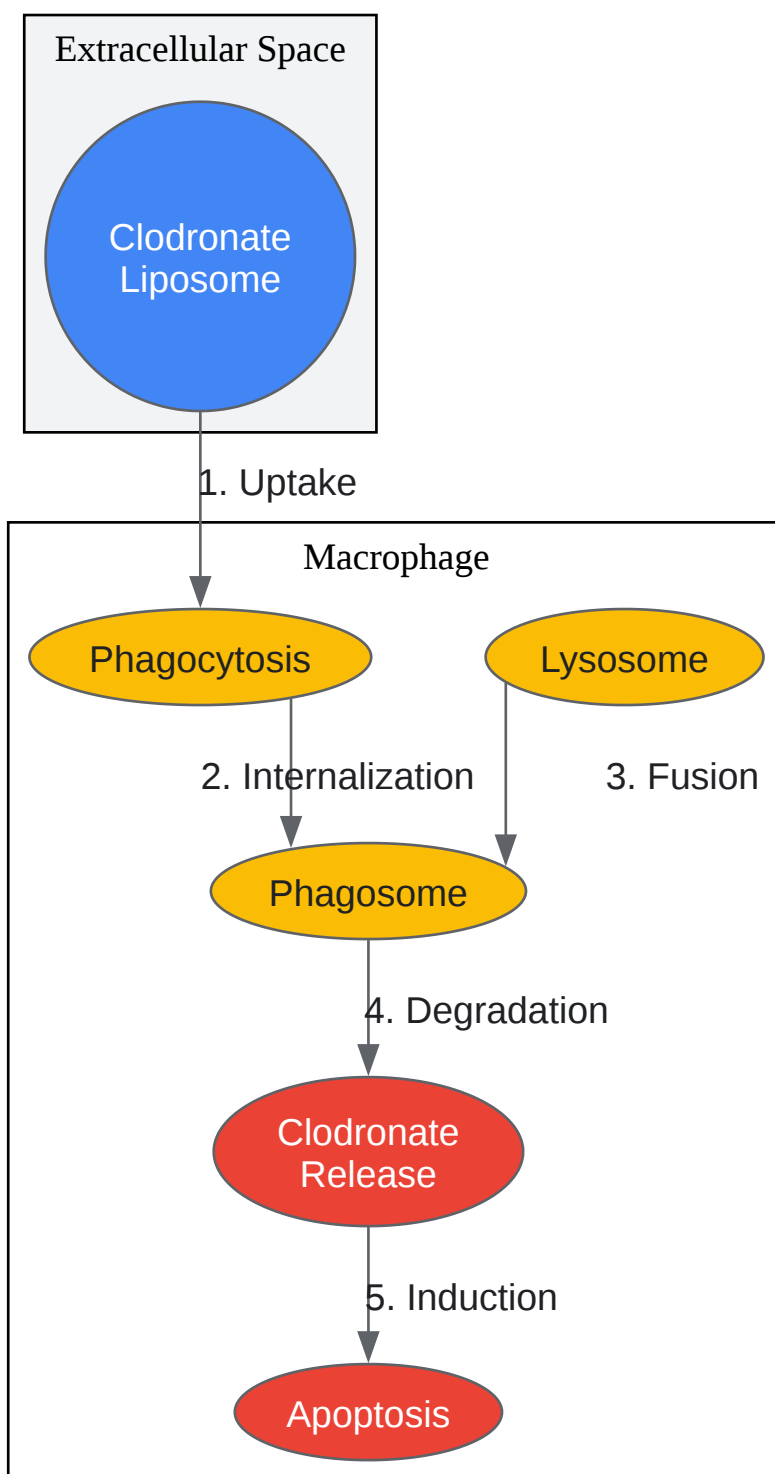 Extracellular Space
Clodronate
Liposome
1. Uptake
Macrophage
Phagocytosis
Lysosome
2. Internalization
3. Fusion
Phagosome
4. Degradation
Clodronate
Release
5. Induction
Apoptosis